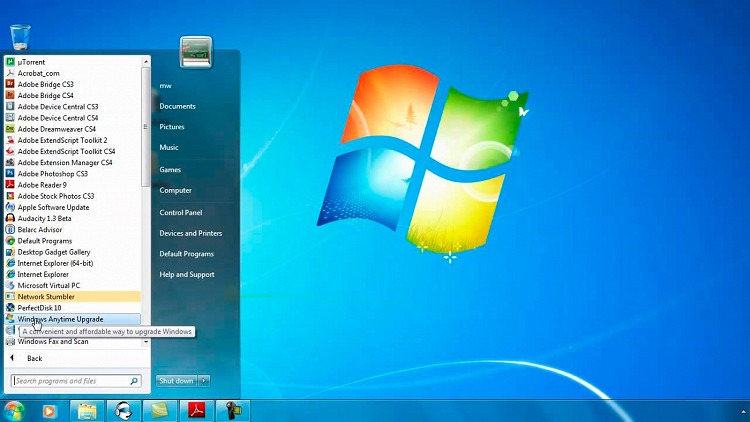 µTorrent
Acrobat_com
Adobe Bridge CS3
Adobe Bridge CS4
Adobe Device Central CS3
Adobe Device Central CS4
Adobe Dreamweaver CS4
Adobe ExtendScript Toolkit 2
Adobe ExtendScript Toolkit CS4
Adobe Extension Manager CS4
Adobe Photoshop CS3
Adobe Reader 9
Adobe Stock Photos CS3
Apple Software Update
Audacity 1.3 Beta
Belarc Advisor
Default Programs
Desktop Gadget Gallery
Internet Explorer (64-bit)
Internet Explorer
Microsoft Virtual PC
Network Stumbler
PerfectDisk 10
Windows Anytime Upgrade
A convenient and affordable way to upgrade Windows
Windows Fax and Scan
Back
Search programs and files
mw
Documents
Pictures
Music
Games
Computer
Control Panel
Devices and Printers
Default Programs
Help and Support
Shut down